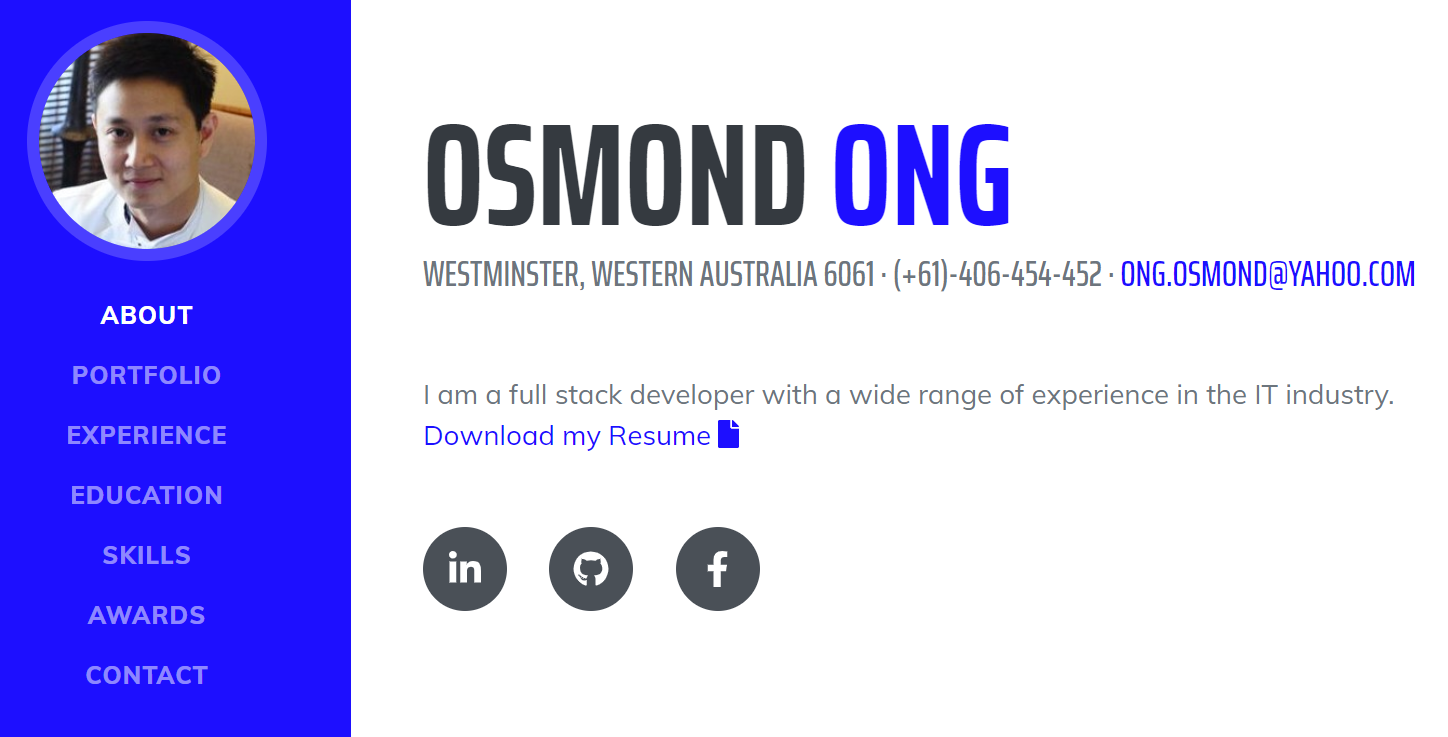 ABOUT
PORTFOLIO
EXPERIENCE
EDUCATION
SKILLS
AWARDS
CONTACT
OSMOND ONG
WESTMINSTER, WESTERN AUSTRALIA 6061 · (+61)-406-454-452 · ONG.OSMOND@YAHOO.COM
I am a full stack developer with a wide range of experience in the IT industry.
Download my Resume
in
f